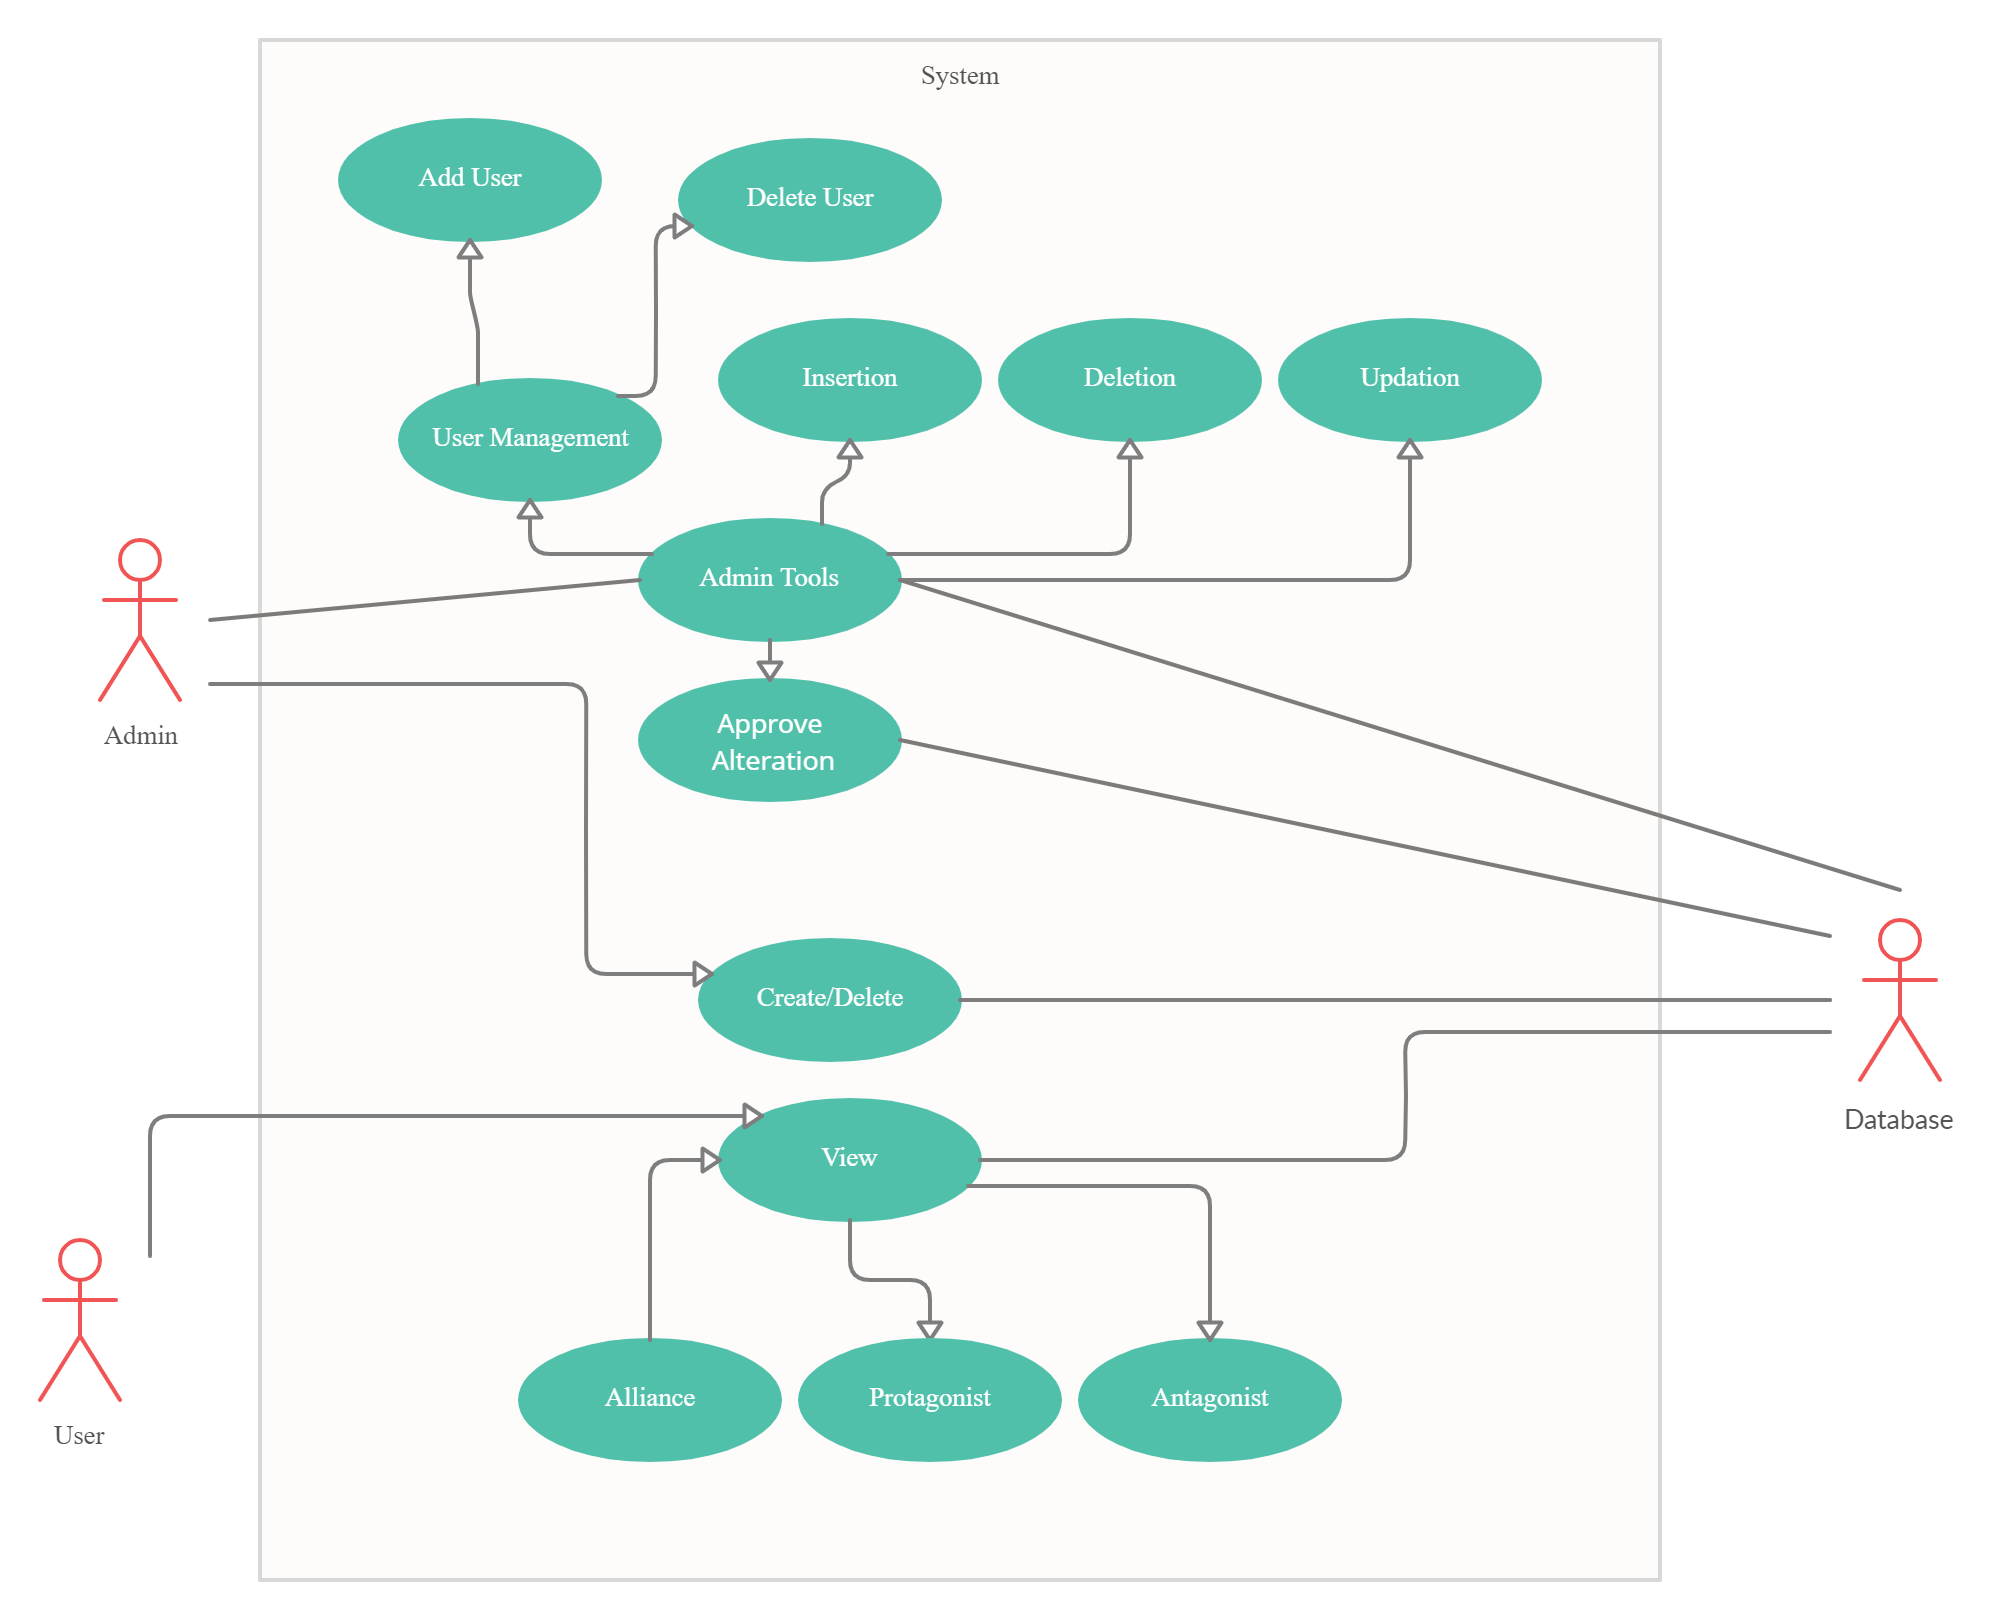 System
Add User
Delete User
Insertion
Deletion
Updation
User Management
Admin Tools
Admin
Approve
Alteration
Create/Delete
Database
View
User
Alliance
Protagonist
Antagonist